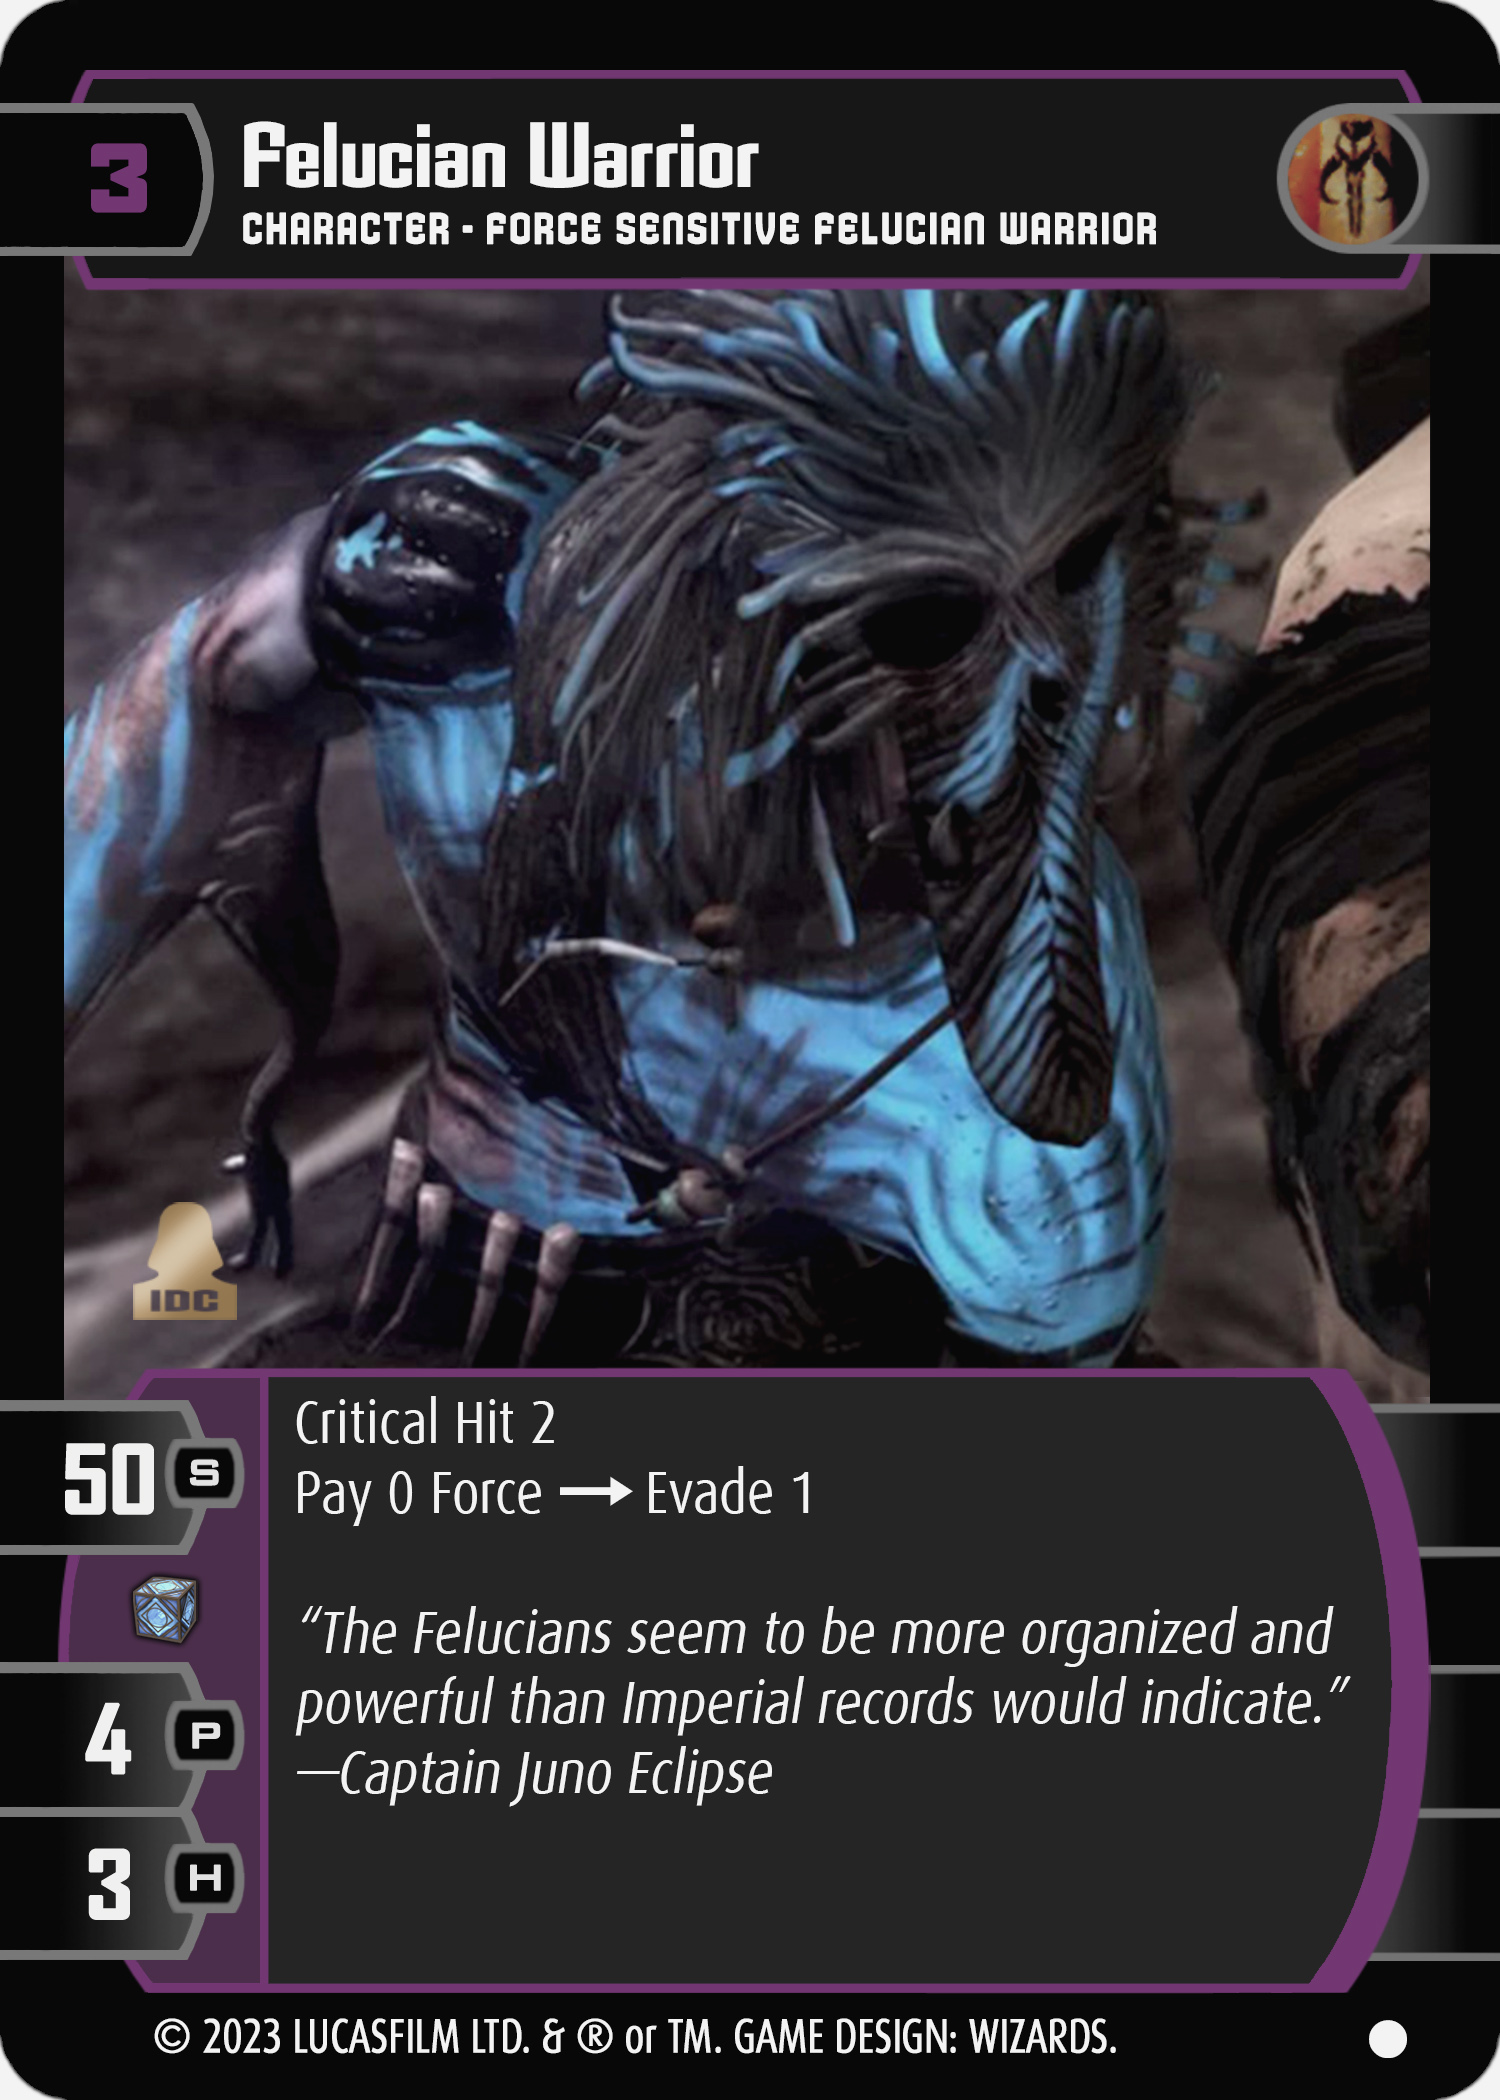 3
Felucian Warrior
CHARACTER - FORCE SENSITIVE FELUCIAN WARRIOR
IDC
Critical Hit 2
50 S
Pay 0 Force → Evade 1
“The Felucians seem to be more organized and
powerful than Imperial records would indicate.”
4 P
—Captain Juno Eclipse
3 H
© 2023 LUCASFILM LTD. & ® or TM. GAME DESIGN: WIZARDS.